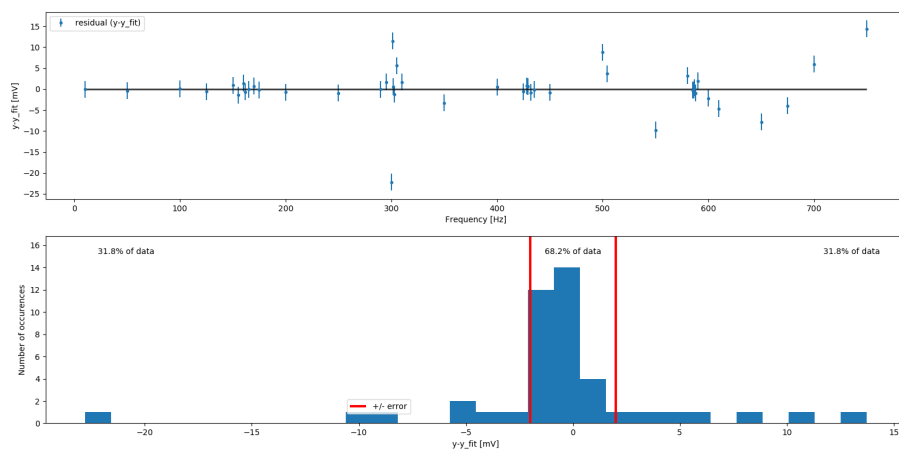 residual (y-y_fit)
15
10
5
0
−5
−10
−15
−20
−25
y-y_fit [mV]
0 100 200 300 400 500 600 700
Frequency [Hz]
31.8% of data 68.2% of data 31.8% of data
16
14
12
10
8
6
4
2
0
Number of occurences
+/- error
−20 −15 −10 −5 0 5 10 15
y-y_fit [mV]